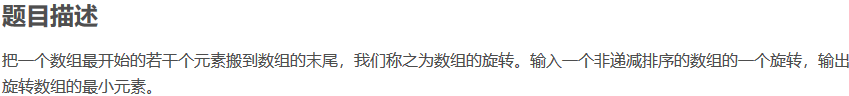 题目描述
把一个数组最开始的若干个元素搬到数组的末尾，我们称之为数组的旋转。输入一个非递减排序的数组的一个旋转，输出
旋转数组的最小元素。